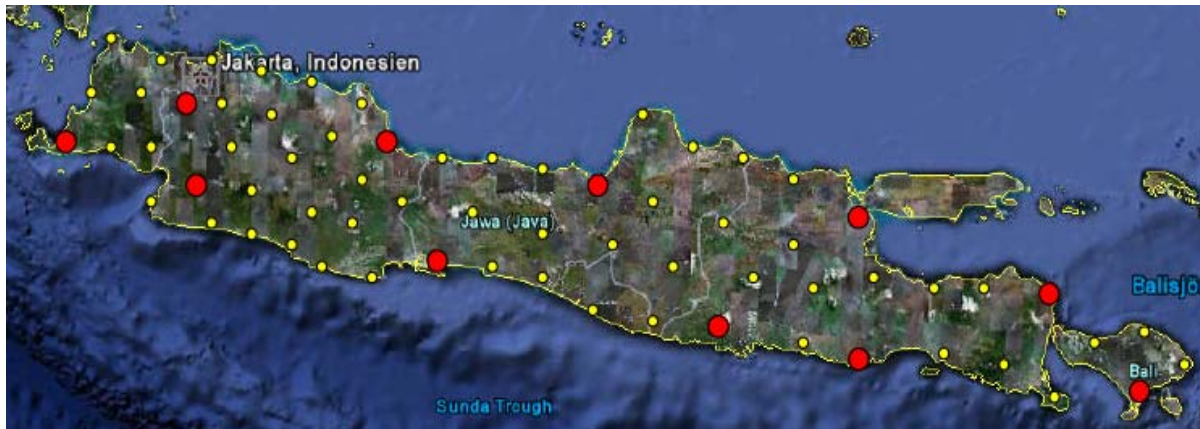 Jakarta, Indonesien
Jawa (Java)
Balisjö
Bali
Sunda Trough